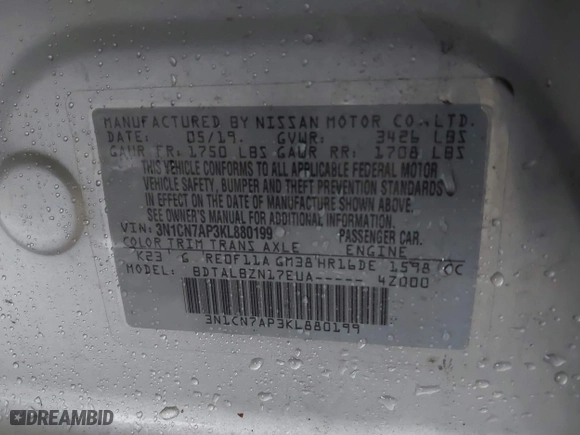 MANUFACTURED BY NISSAN MOTOR CO., LTD.
DATE: 05/19. GVWR: 3426 LBS
GAWR FR: 1750 LBS GAWR RR: 1708 LBS
THIS VEHICLE CONFORMS TO ALL APPLICABLE FEDERAL MOTOR
VEHICLE SAFETY, BUMPER AND THEFT PREVENTION STANDARDS
IN EFFECT ON THE DATE OF MANUFACTURE SHOWN ABOVE.
SEE OWNER'S MANUAL FOR ADDITIONAL INFORMATION.
VIN: 3N1CN7AP3KL880199 PASSENGER CAR.
COLOR TRIM TRANS AXLE ENGINE
K23 G RE0F11A GM38 HR16DE 1598 CC
MODEL: BDTALBZN17EUA----- 4Z000
3N1CN7AP3KL880199
DREAMBID